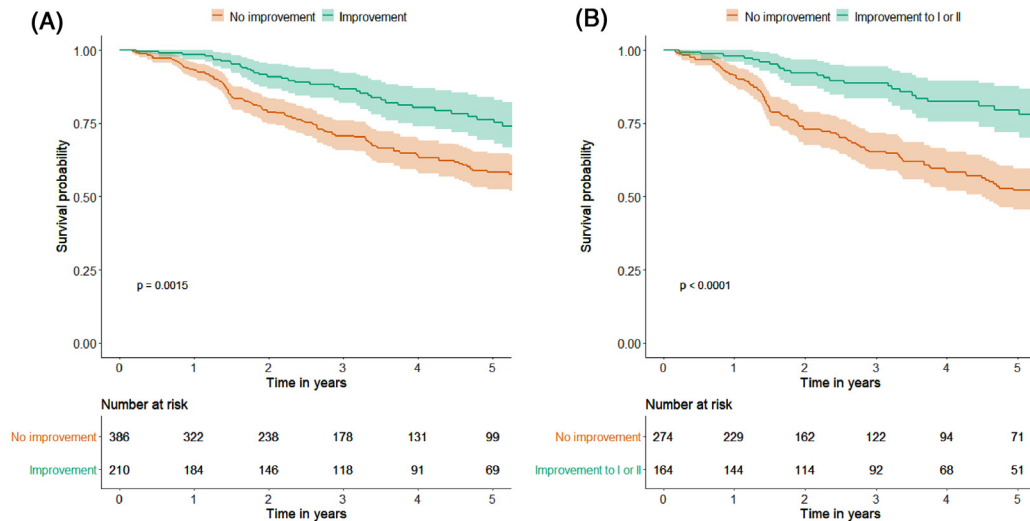 (A)
No improvement Improvement
1.00
0.75
0.50
0.25
0.00
Survival probability
p = 0.0015
0 1 2 3 4 5
Time in years
Number at risk
No improvement 386 322 238 178 131 99
Improvement 210 184 146 118 91 69
0 1 2 3 4 5
Time in years
(B)
No improvement Improvement to I or II
1.00
0.75
0.50
0.25
0.00
Survival probability
p < 0.0001
0 1 2 3 4 5
Time in years
Number at risk
No improvement 274 229 162 122 94 71
Improvement to I or II 164 144 114 92 68 51
0 1 2 3 4 5
Time in years